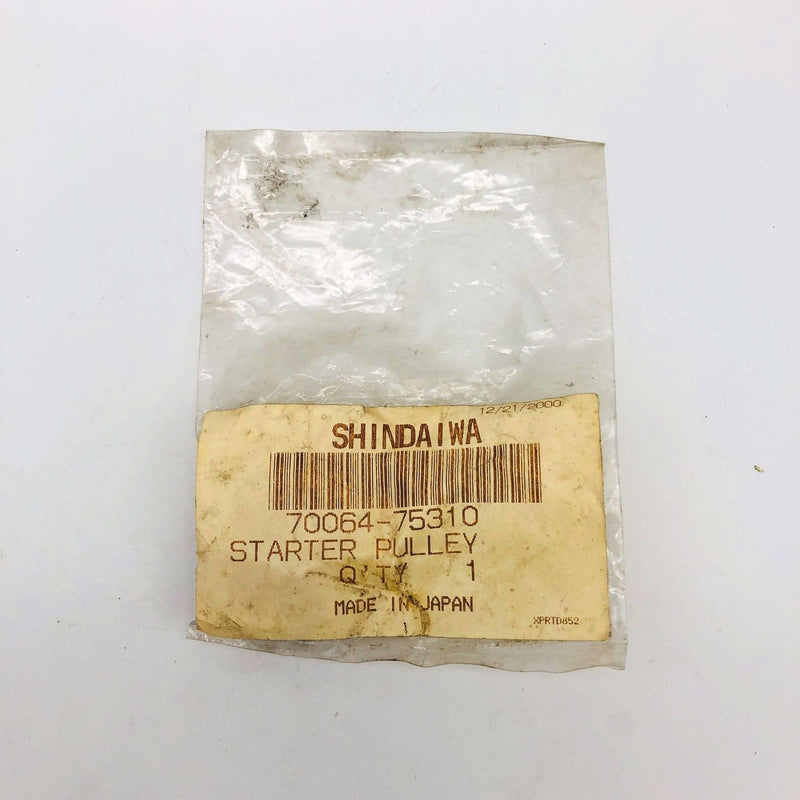 12/21/2000
SHINDAIWA
70064-75310
STARTER PULLEY
Q'TY 1
MADE IN JAPAN
XPRTD852